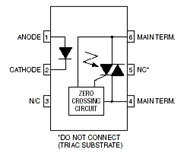 ANODE 1
6 MAIN TERM.
CATHODE 2
5 NC*
N/C 3
ZERO
CROSSING
CIRCUIT
4 MAIN TERM.
*DO NOT CONNECT
(TRIAC SUBSTRATE)